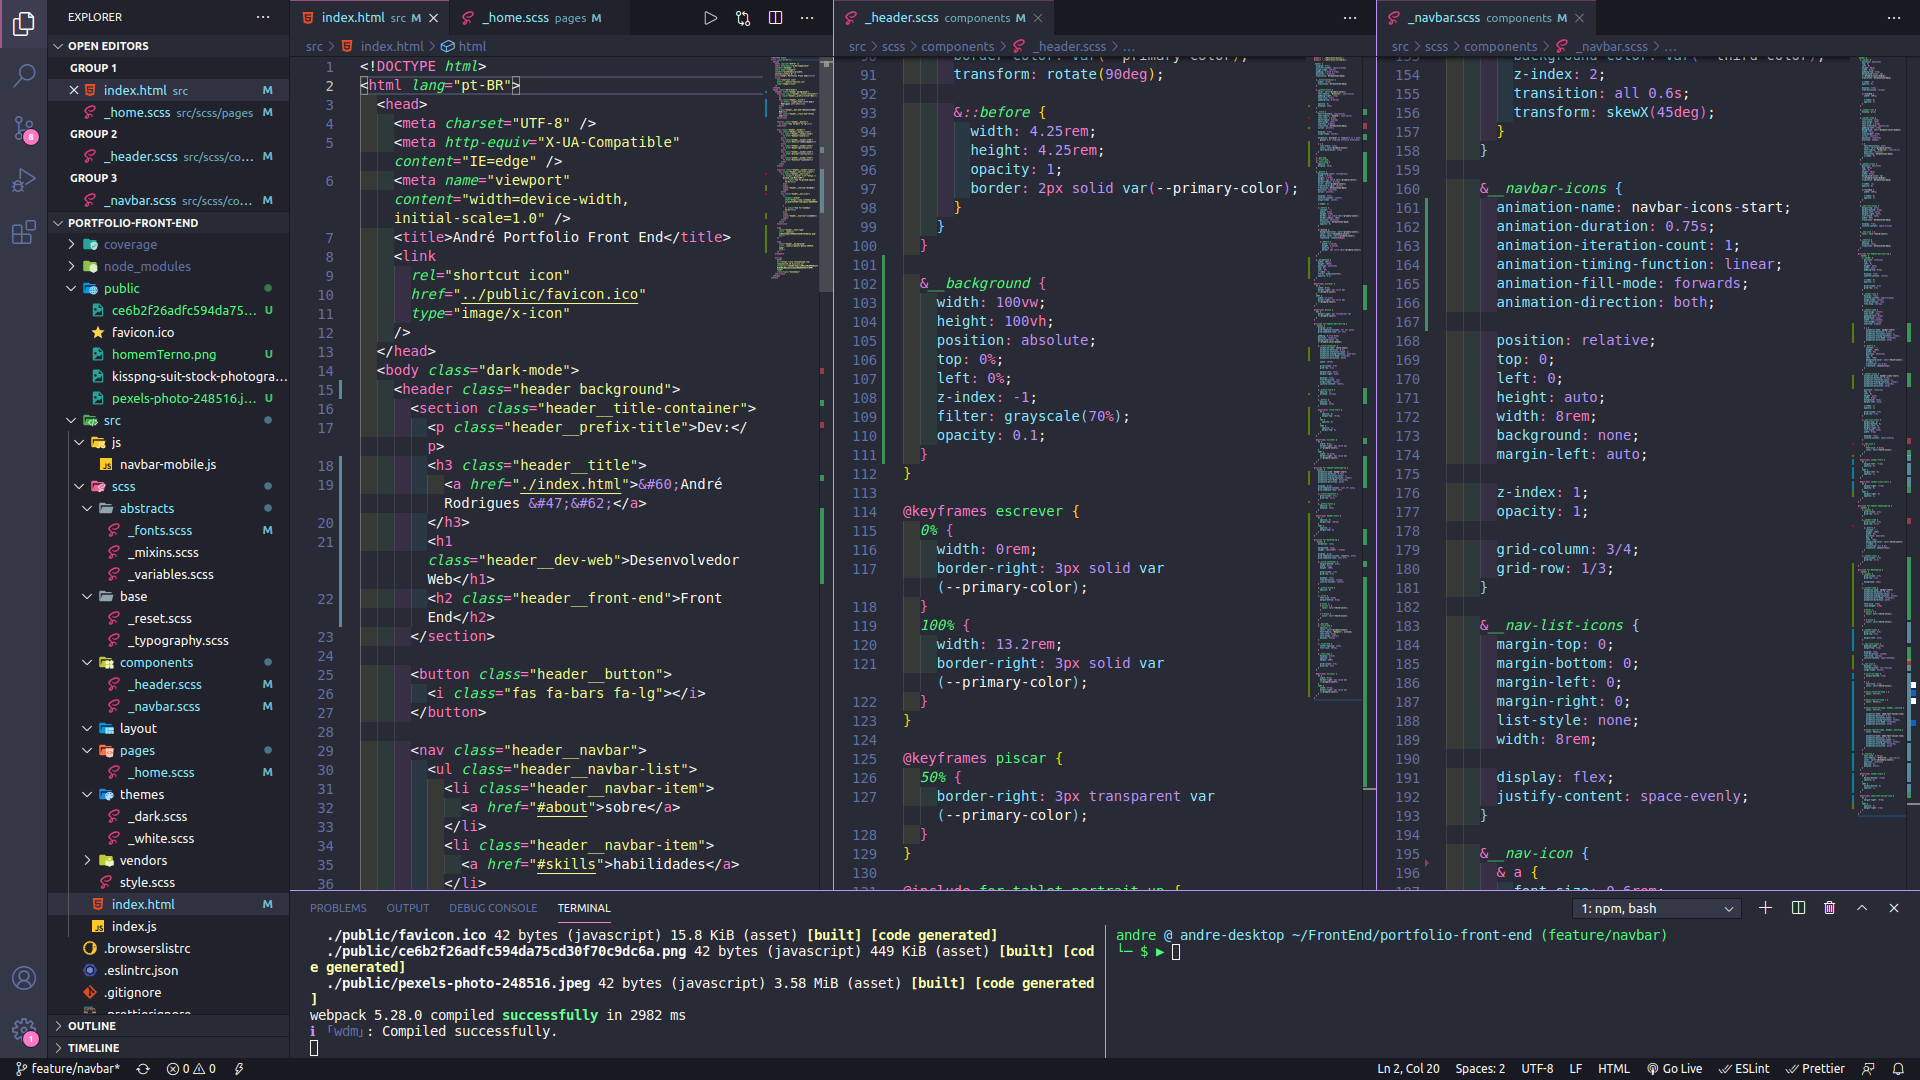 EXPLORER
OPEN EDITORS
GROUP 1
index.html src M
_home.scss src/scss/pages M
GROUP 2
_header.scss src/scss/co... M
GROUP 3
_navbar.scss src/scss/co... M
PORTFOLIO-FRONT-END
coverage
node_modules
public
ce6b2f26adfc594da75... U
favicon.ico
homemTerno.png U
kisspng-suit-stock-photogra...
pexels-photo-248516.j... U
src
js
navbar-mobile.js
scss
abstracts
_fonts.scss M
_mixins.scss
_variables.scss
base
_reset.scss
_typography.scss
components
_header.scss M
_navbar.scss M
layout
pages
_home.scss M
themes
_dark.scss
_white.scss
vendors
style.scss
index.html M
index.js
.browserslistrc
.eslintrc.json
.gitignore
.prettierignore
OUTLINE
TIMELINE
8
1
index.html src M
_home.scss pages M
src > index.html > html
1 <!DOCTYPE html>
2 <html lang="pt-BR">
3 <head>
4 <meta charset="UTF-8" />
5 <meta http-equiv="X-UA-Compatible"
content="IE=edge" />
6 <meta name="viewport"
content="width=device-width,
initial-scale=1.0" />
7 <title>André Portfolio Front End</title>
8 <link
9 rel="shortcut icon"
10 href="../public/favicon.ico"
11 type="image/x-icon"
12 />
13 </head>
14 <body class="dark-mode">
15 <header class="header background">
16 <section class="header__title-container">
17 <p class="header__prefix-title">Dev:</
p>
18 <h3 class="header__title">
19 <a href="./index.html">&#60;André
Rodrigues &#47;&#62;</a>
20 </h3>
21 <h1
class="header__dev-web">Desenvolvedor
Web</h1>
22 <h2 class="header__front-end">Front
End</h2>
23 </section>
24
25 <button class="header__button">
26 <i class="fas fa-bars fa-lg"></i>
27 </button>
28
29 <nav class="header__navbar">
30 <ul class="header__navbar-list">
31 <li class="header__navbar-item">
32 <a href="#about">sobre</a>
33 </li>
34 <li class="header__navbar-item">
35 <a href="#skills">habilidades</a>
36 </li>
_header.scss components M
src > scss > components > _header.scss > ...
90 border-color: var(--primary-color);
91 transform: rotate(90deg);
92
93 &::before {
94 width: 4.25rem;
95 height: 4.25rem;
96 opacity: 1;
97 border: 2px solid var(--primary-color);
98 }
99 }
100 }
101
102 &__background {
103 width: 100vw;
104 height: 100vh;
105 position: absolute;
106 top: 0%;
107 left: 0%;
108 z-index: -1;
109 filter: grayscale(70%);
110 opacity: 0.1;
111 }
112 }
113
114 @keyframes escrever {
115 0% {
116 width: 0rem;
117 border-right: 3px solid var
(--primary-color);
118 }
119 100% {
120 width: 13.2rem;
121 border-right: 3px solid var
(--primary-color);
122 }
123 }
124
125 @keyframes piscar {
126 50% {
127 border-right: 3px transparent var
(--primary-color);
128 }
129 }
130
131 @include for-tablet-portrait-up {
_navbar.scss components M
src > scss > components > _navbar.scss > ...
153 background-color: var(--third-color);
154 z-index: 2;
155 transition: all 0.6s;
156 transform: skewX(45deg);
157 }
158 }
159
160 &__navbar-icons {
161 animation-name: navbar-icons-start;
162 animation-duration: 0.75s;
163 animation-iteration-count: 1;
164 animation-timing-function: linear;
165 animation-fill-mode: forwards;
166 animation-direction: both;
167
168 position: relative;
169 top: 0;
170 left: 0;
171 height: auto;
172 width: 8rem;
173 background: none;
174 margin-left: auto;
175
176 z-index: 1;
177 opacity: 1;
178
179 grid-column: 3/4;
180 grid-row: 1/3;
181 }
182
183 &__nav-list-icons {
184 margin-top: 0;
185 margin-bottom: 0;
186 margin-left: 0;
187 margin-right: 0;
188 list-style: none;
189 width: 8rem;
190
191 display: flex;
192 justify-content: space-evenly;
193 }
194
195 &__nav-icon {
196 & a {
197 font-size: 0.6rem;
PROBLEMS OUTPUT DEBUG CONSOLE TERMINAL
1: npm, bash
./public/favicon.ico 42 bytes (javascript) 15.8 KiB (asset) [built] [code generated]
./public/ce6b2f26adfc594da75cd30f70c9dc6a.png 42 bytes (javascript) 449 KiB (asset) [built] [cod
e generated]
./public/pexels-photo-248516.jpeg 42 bytes (javascript) 3.58 MiB (asset) [built] [code generated
]
webpack 5.28.0 compiled successfully in 2982 ms
ℹ ｢wdm｣: Compiled successfully.
andre @ andre-desktop ~/FrontEnd/portfolio-front-end (feature/navbar)
└─ $ ▶
feature/navbar* 0 0
Ln 2, Col 20 Spaces: 2 UTF-8 LF HTML Go Live ESLint Prettier